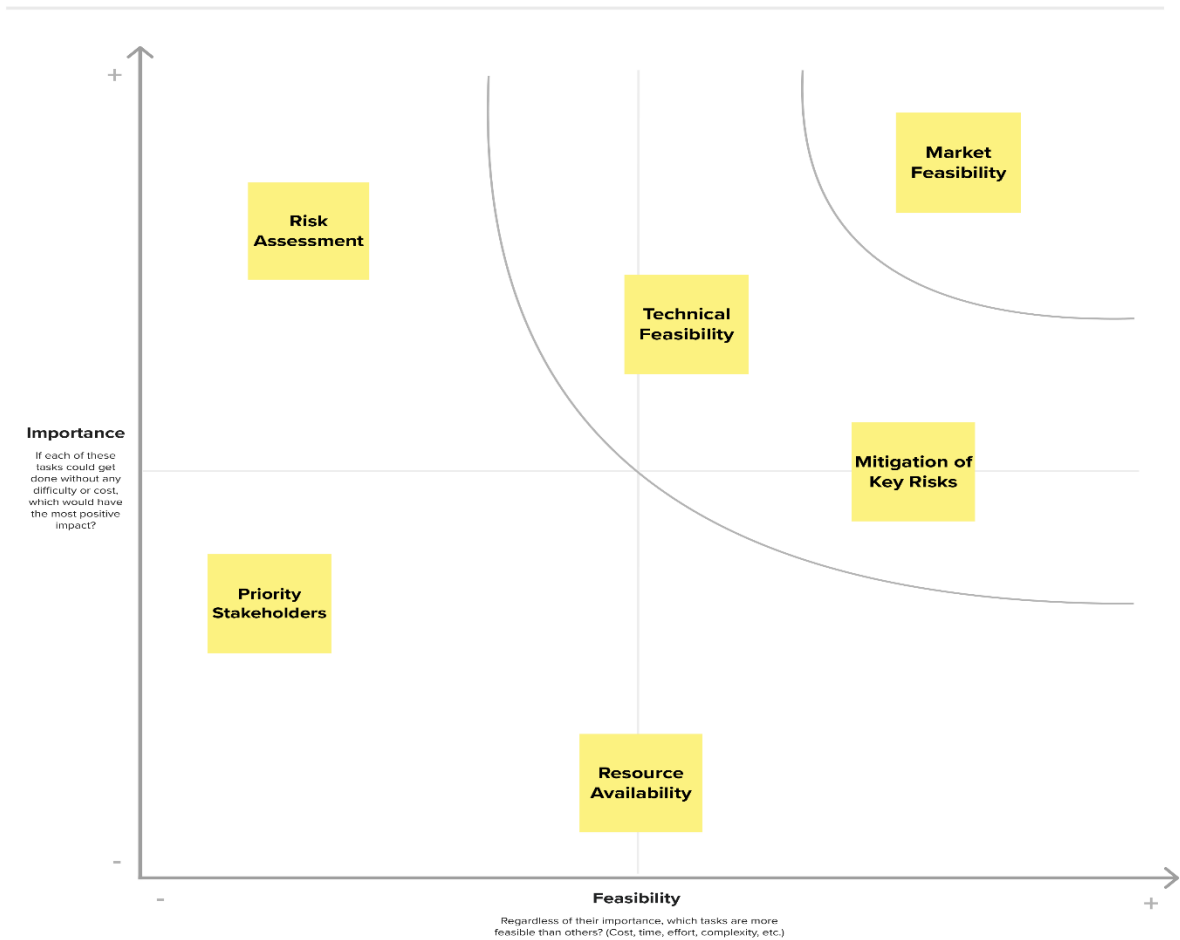 +
Market
Feasibility
Risk
Assessment
Technical
Feasibility
Importance
If each of these
tasks could get
done without any
difficulty or cost,
which would have
the most positive
impact?
Mitigation of
Key Risks
Priority
Stakeholders
Resource
Availability
-
-
Feasibility
+
Regardless of their importance, which tasks are more
feasible than others? (Cost, time, effort, complexity, etc.)